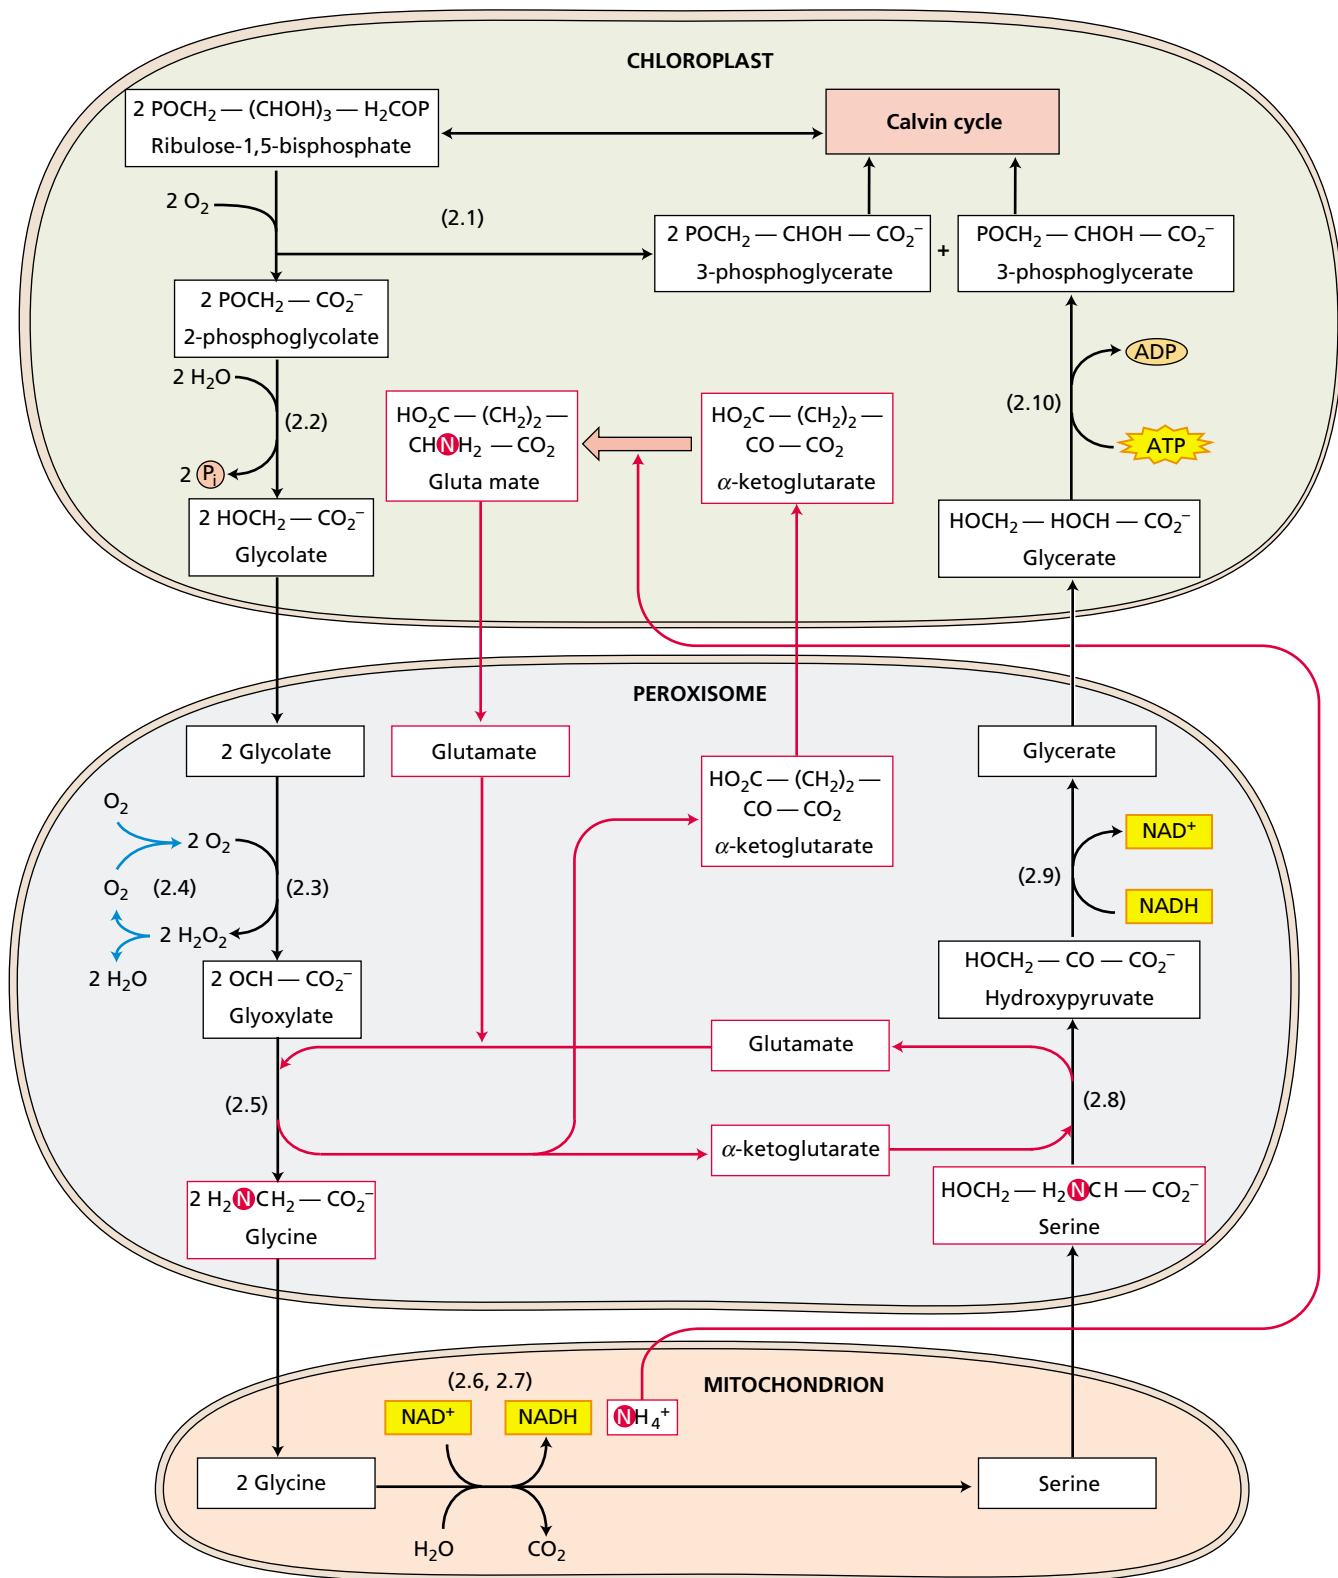 CHLOROPLAST
2 POCH₂ — (CHOH)₃ — H₂COP
Ribulose-1,5-bisphosphate
Calvin cycle
2 O₂
(2.1)
2 POCH₂ — CHOH — CO₂⁻
3-phosphoglycerate
+
POCH₂ — CHOH — CO₂⁻
3-phosphoglycerate
2 POCH₂ — CO₂⁻
2-phosphoglycolate
2 H₂O
(2.2)
2 Pᵢ
HO₂C — (CH₂)₂ —
CHNH₂ — CO₂
Gluta mate
HO₂C — (CH₂)₂ —
CO — CO₂
α-ketoglutarate
ADP
(2.10)
ATP
2 HOCH₂ — CO₂⁻
Glycolate
HOCH₂ — HOCH — CO₂⁻
Glycerate
PEROXISOME
2 Glycolate
Glutamate
HO₂C — (CH₂)₂ —
CO — CO₂
α-ketoglutarate
Glycerate
O₂
2 O₂
O₂
(2.4)
(2.3)
2 H₂O₂
2 H₂O
NAD⁺
(2.9)
NADH
2 OCH — CO₂⁻
Glyoxylate
HOCH₂ — CO — CO₂⁻
Hydroxypyruvate
Glutamate
(2.5)
(2.8)
α-ketoglutarate
2 H₂NCH₂ — CO₂⁻
Glycine
HOCH₂ — H₂NCH — CO₂⁻
Serine
MITOCHONDRION
(2.6, 2.7)
NAD⁺
NADH
NH₄⁺
2 Glycine
Serine
H₂O
CO₂